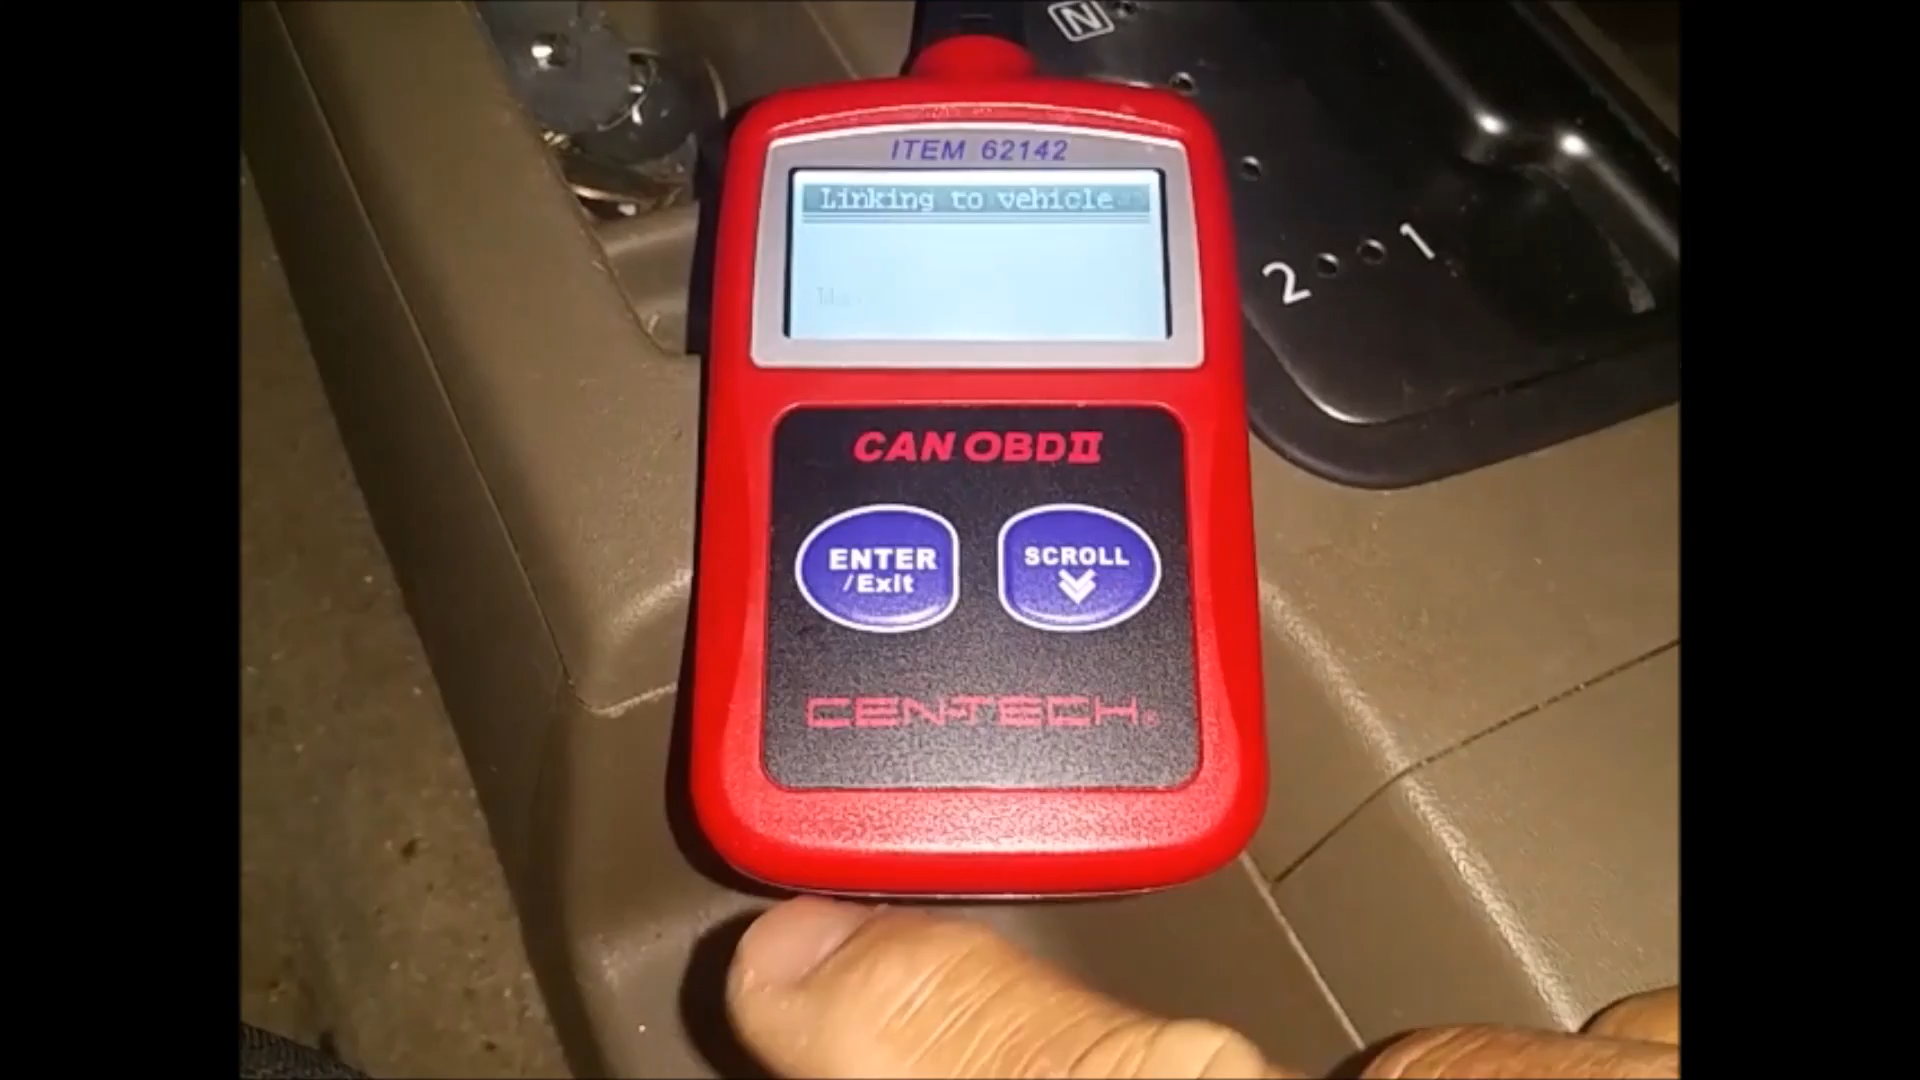 N
ITEM 62142
Linking to vehicle
2 1
CAN OBDII
ENTER
/Exit
SCROLL
CEN-TECH®